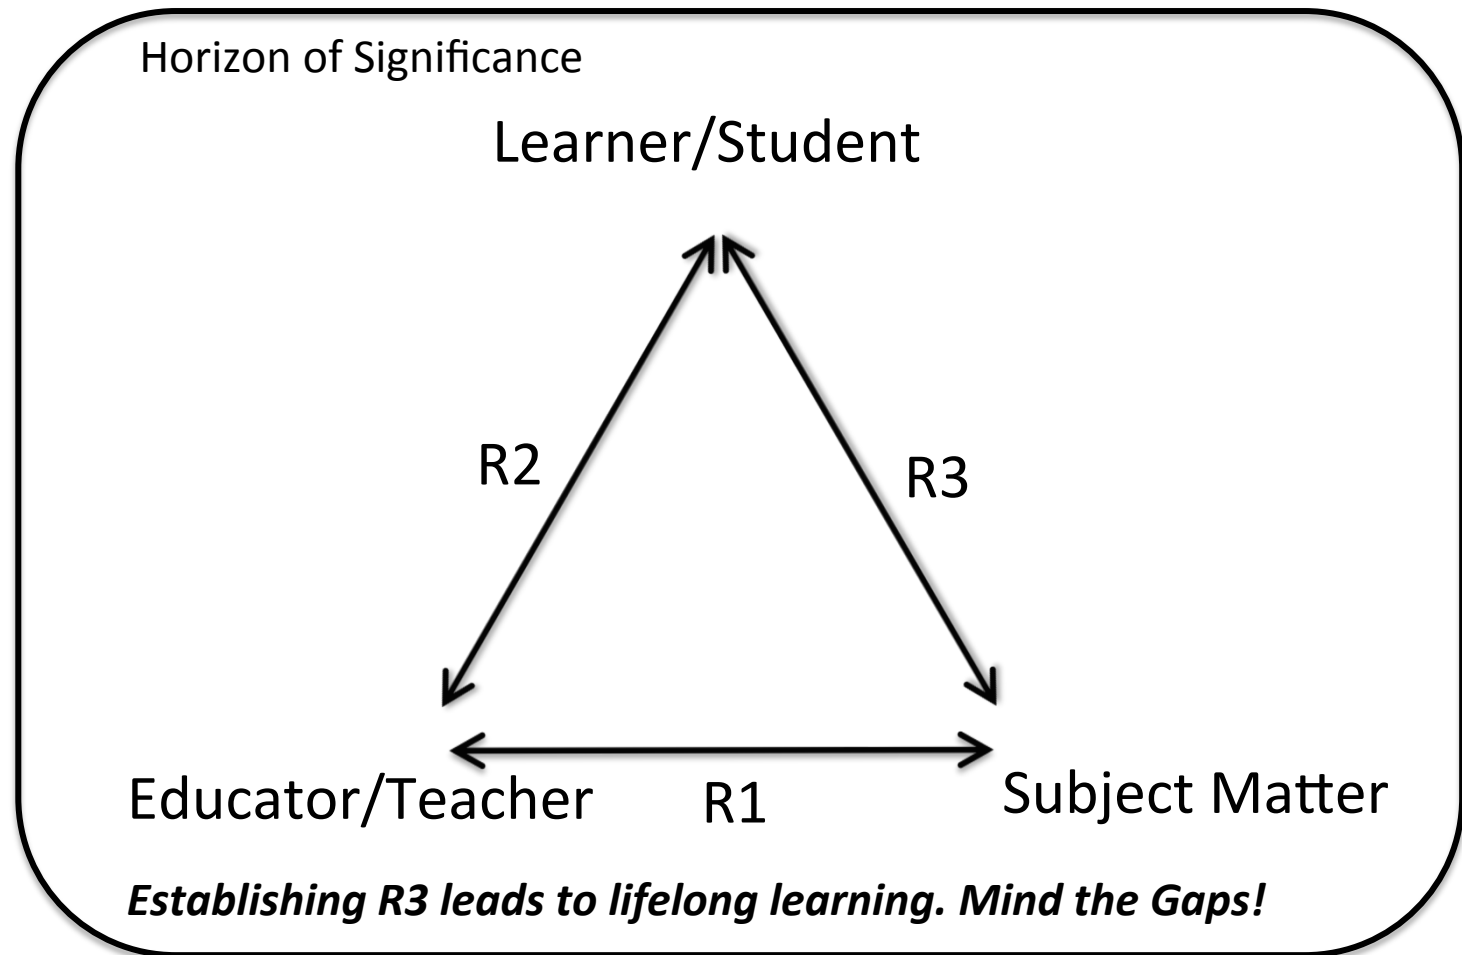 Horizon of Significance
Learner/Student
R2
R3
Educator/Teacher
R1
Subject Matter
Establishing R3 leads to lifelong learning. Mind the Gaps!